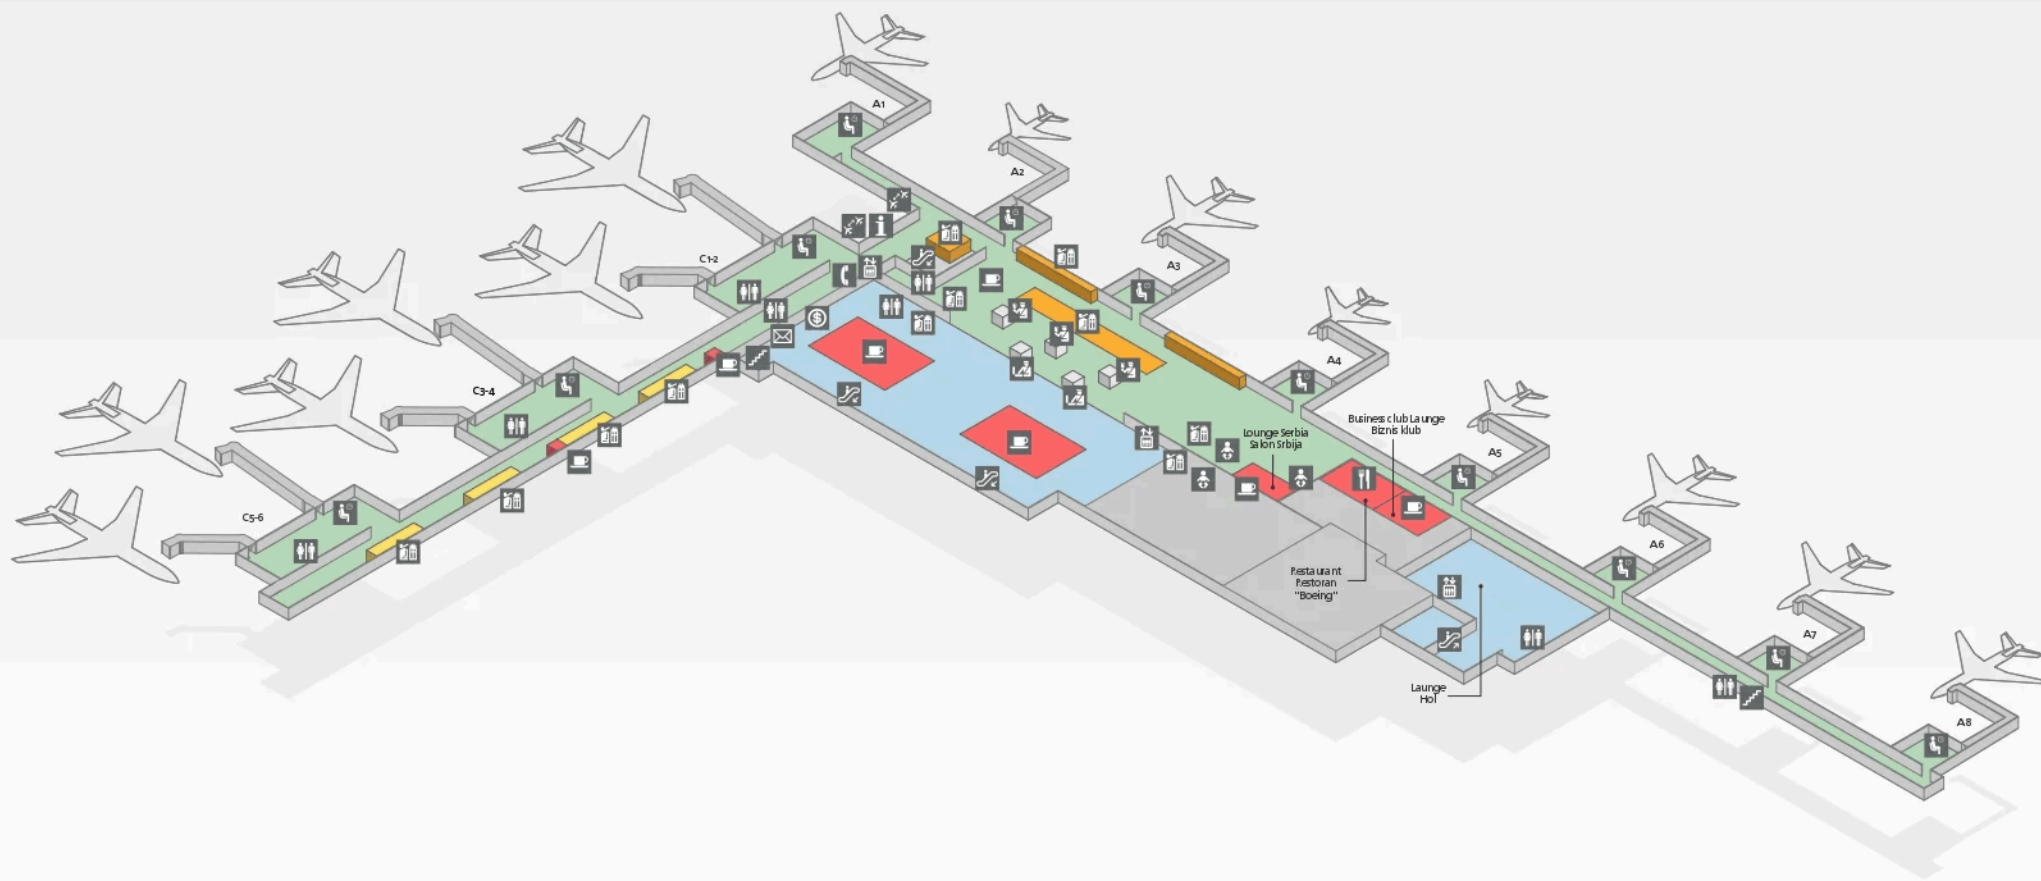 A1
A2
C1-2
A3
A4
C3-4
Business club Launge
Biznis klub
Lounge Serbia
Salon Srbija
A5
C5-6
A6
Restaurant
Restoran
"Boeing"
A7
Launge
Hol
A8